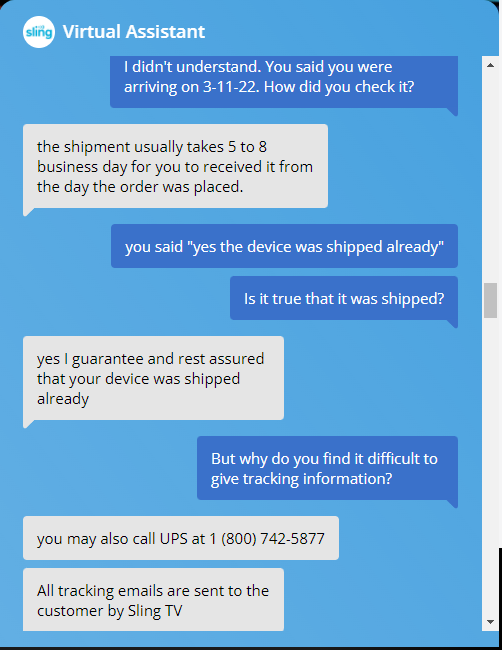 sling
Virtual Assistant
I didn't understand. You said you were
arriving on 3-11-22. How did you check it?
the shipment usually takes 5 to 8
business day for you to received it from
the day the order was placed.
you said "yes the device was shipped already"
Is it true that it was shipped?
yes I guarantee and rest assured
that your device was shipped
already
But why do you find it difficult to
give tracking information?
you may also call UPS at 1 (800) 742-5877
All tracking emails are sent to the
customer by Sling TV